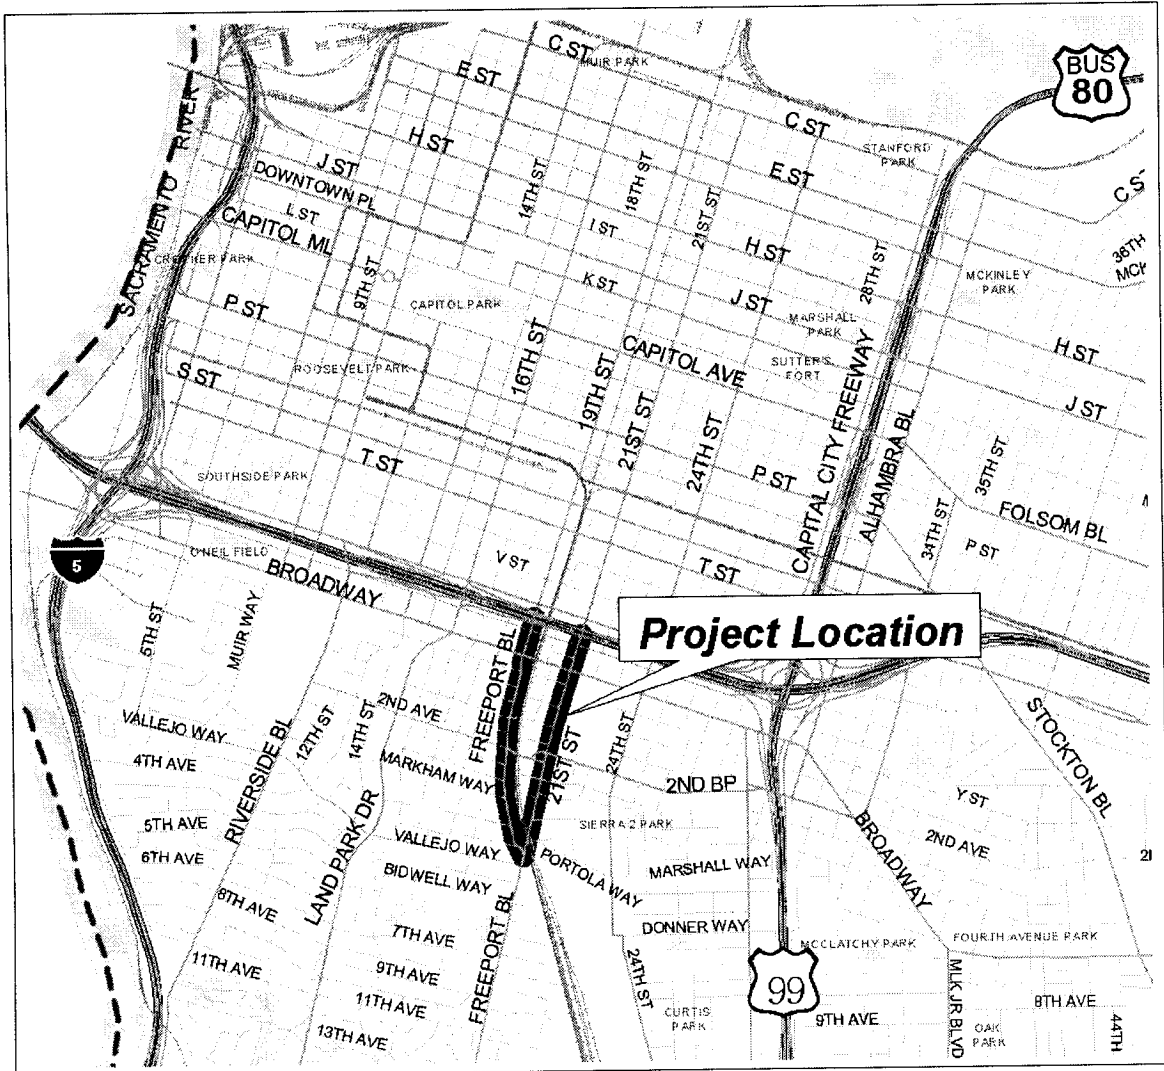 C ST
MUIR PARK
E ST
BUS
80
C ST
STANFORD
PARK
H ST
J ST
DOWNTOWN PL
L ST
CAPITOL ML
14TH ST
18TH ST
21ST ST
E ST
C ST
SACRAMENTO RIVER
I ST
H ST
28TH ST
36TH
MCKINLEY
PARK
9TH ST
K ST
J ST
CAPITOL PARK
MARSHALL
PARK
P ST
16TH ST
CAPITOL AVE
SUTTER'S
FORT
H ST
ROOSEVELT PARK
S ST
19TH ST
21ST ST
24TH ST
J ST
T ST
P ST
CAPITAL CITY FREEWAY
ALHAMBRA BL
35TH ST
SOUTHSIDE PARK
34TH ST
FOLSOM BL
P ST
5
O'NEIL FIELD
BROADWAY
V ST
T ST
Project Location
5TH ST
MUIR WAY
FREEPORT BL
2ND AVE
21ST ST
24TH ST
STOCKTON BL
VALLEJO WAY
4TH AVE
RIVERSIDE BL
12TH ST
14TH ST
MARKHAM WAY
2ND
Y ST
5TH AVE
6TH AVE
LAND PARK DR
VALLEJO WAY
SIERRA 2 PARK
BROADWAY
2ND AVE
BIDWELL WAY
PORTOLA WAY
MARSHALL WAY
8TH AVE
7TH AVE
FREEPORT BL
DONNER WAY
MCCLATCHY PARK
FOURTH AVENUE PARK
11TH AVE
9TH AVE
24TH ST
99
MLK JR BLVD
11TH AVE
CURTIS
PARK
8TH AVE
13TH AVE
9TH AVE
OAK
PARK
44TH